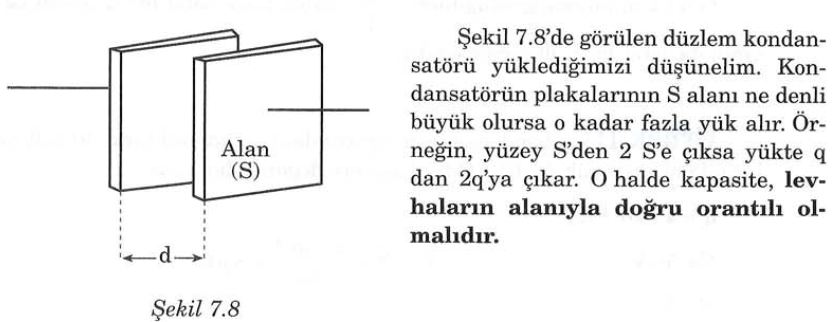 Şekil 7.8’de görülen düzlem kondan-
satörü yüklediğimizi düşünelim. Kon-
dansatörün plakalarının S alanı ne denli
büyük olursa o kadar fazla yük alır. Ör-
neğin, yüzey S’den 2 S’e çıksa yükte q
dan 2q’ya çıkar. O halde kapasite, lev-
haların alanıyla doğru orantılı ol-
malıdır.
Alan
(S)
d
Şekil 7.8